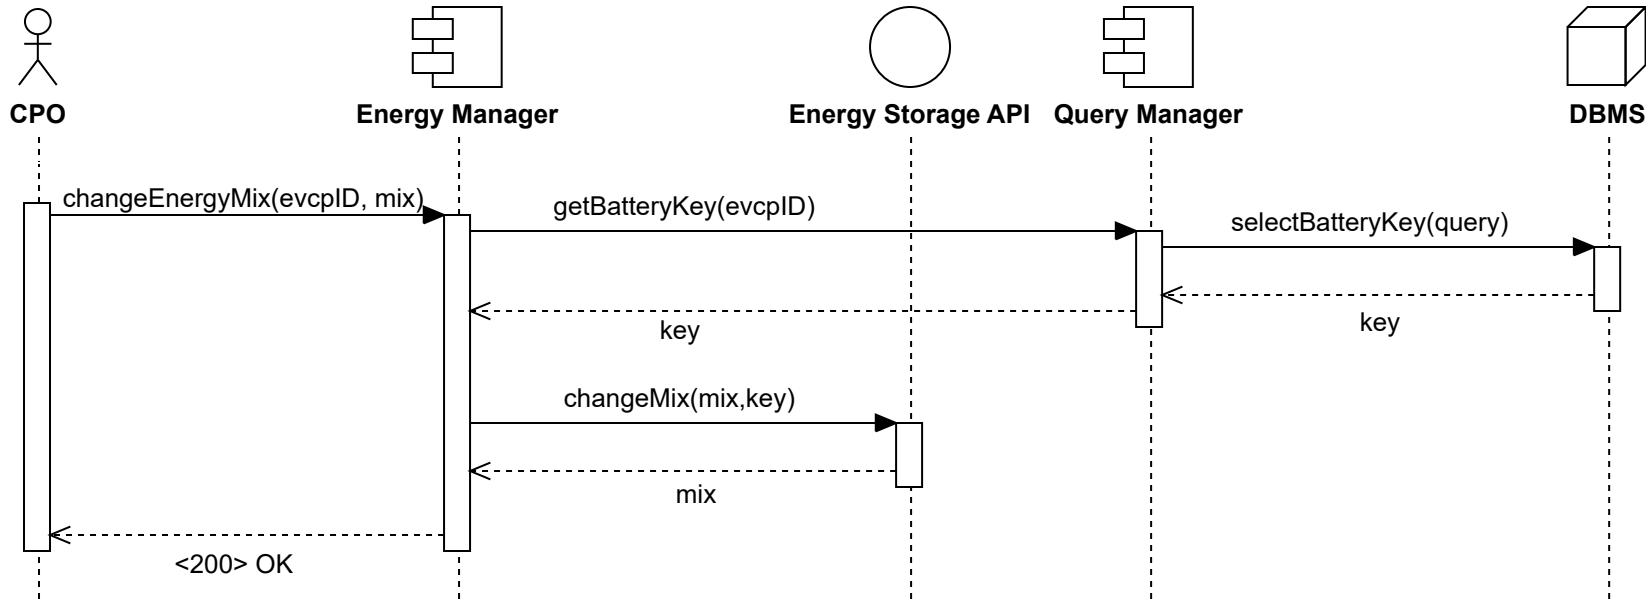 CPO
Energy Manager
Energy Storage API
Query Manager
DBMS
changeEnergyMix(evcpID, mix)
getBatteryKey(evcpID)
selectBatteryKey(query)
key
key
changeMix(mix,key)
mix
<200> OK